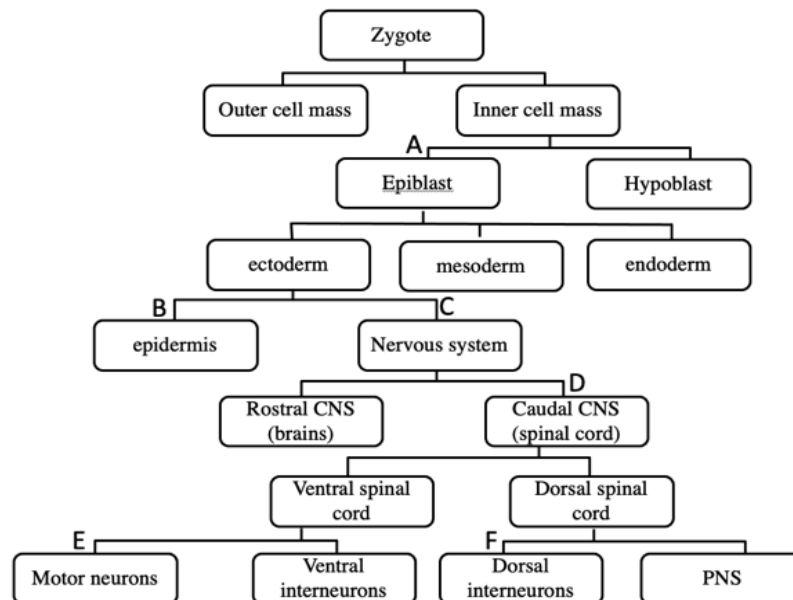 Zygote
Outer cell mass
Inner cell mass
A
Epiblast
Hypoblast
ectoderm
mesoderm
endoderm
B
C
epidermis
Nervous system
D
Rostral CNS
(brains)
Caudal CNS
(spinal cord)
Ventral spinal
cord
Dorsal spinal
cord
E
F
Motor neurons
Ventral
interneurons
Dorsal
interneurons
PNS